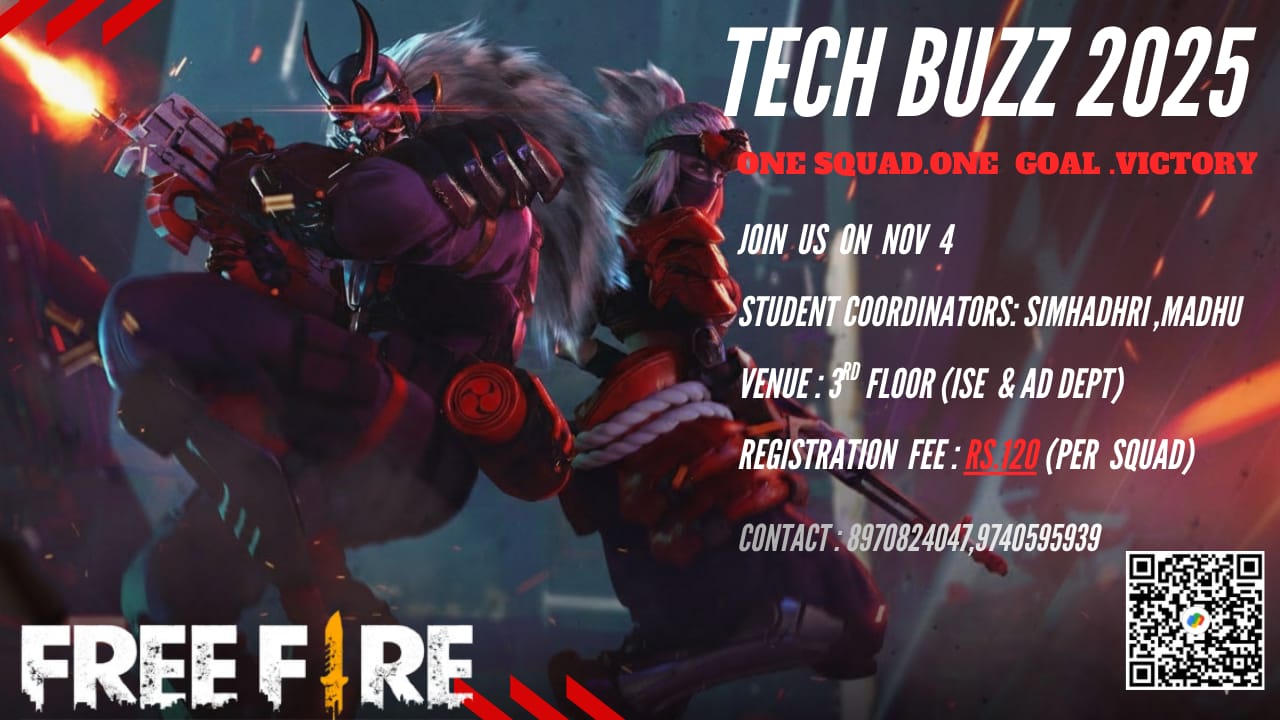 TECH BUZZ 2025
ONE SQUAD.ONE GOAL .VICTORY
JOIN US ON NOV 4
STUDENT COORDINATORS: SIMHADHRI ,MADHU
VENUE : 3RD FLOOR (ISE & AD DEPT)
REGISTRATION FEE : RS.120 (PER SQUAD)
CONTACT : 8970824047,9740595939
FREE FIRE